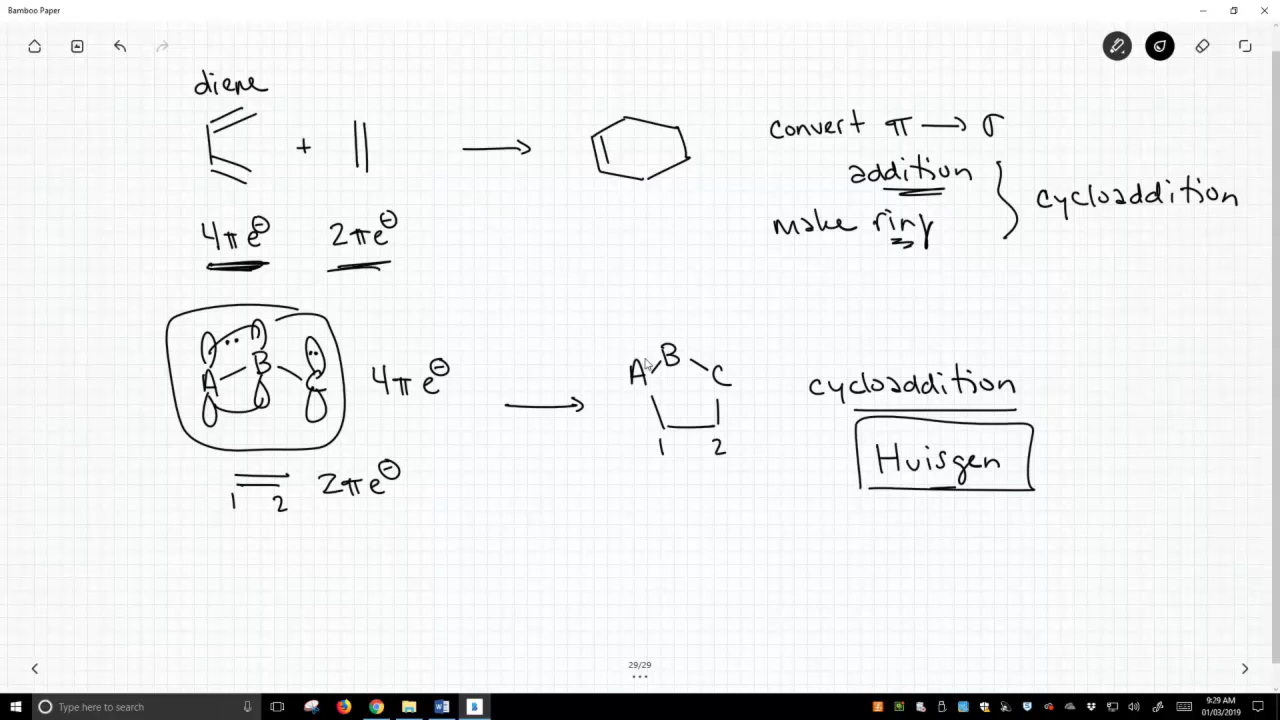 Bamboo Paper
diene
+
convert π → σ
addition
make ring
cycloaddition
4πe⊖ 2πe⊖
A B C
4πe⊖
1 2
2πe⊖
A B C
1 2
cycloaddition
Huisgen
29/29
Type here to search
9:29 AM
01/03/2019